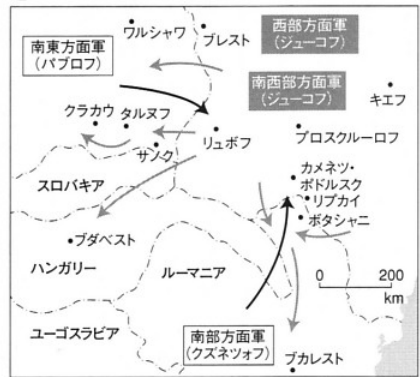 ワルシャワ
ブレスト
西部方面軍
(ジューコフ)
南東方面軍
(パブロフ)
南西部方面軍
(ジューコフ)
キエフ
クラカウ
タルヌフ
サノク
リュボフ
プロスクルーロフ
スロバキア
カメネツ・
ポドルスク
リプカイ
ボタシャニ
ブダペスト
ハンガリー
ルーマニア
0 200
km
ユーゴスラビア
南部方面軍
(クズネツォフ)
ブカレスト